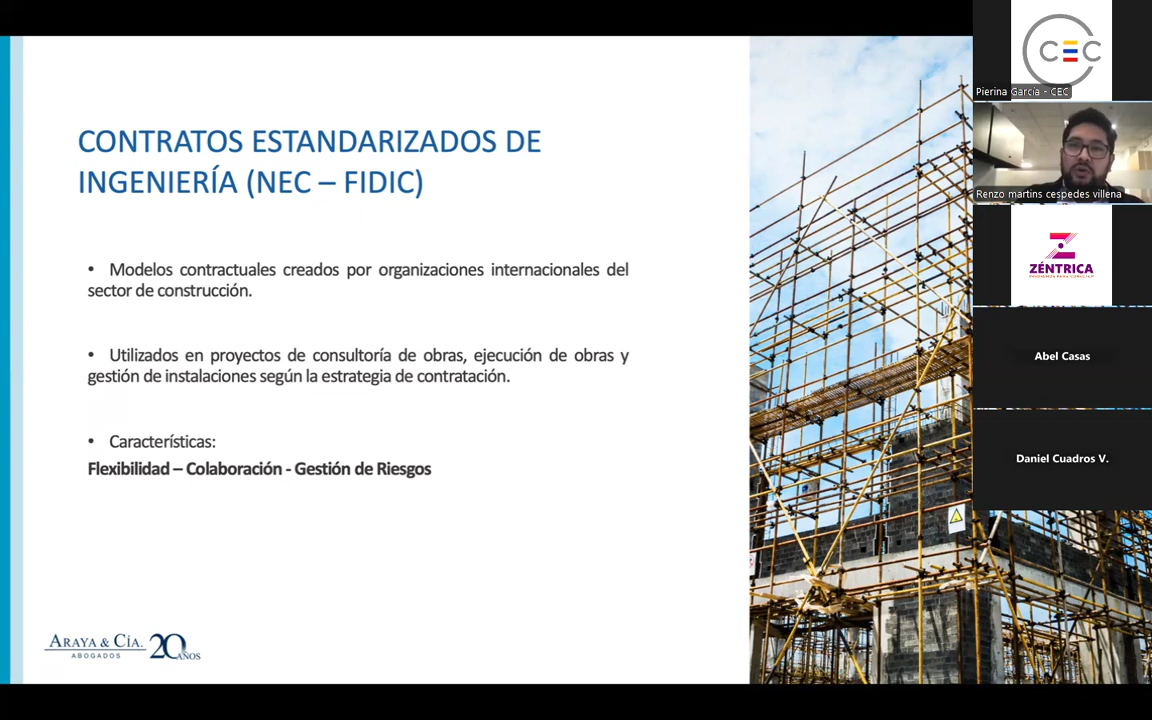 CONTRATOS ESTANDARIZADOS DE
INGENIERÍA (NEC – FIDIC)
• Modelos contractuales creados por organizaciones internacionales del
sector de construcción.
• Utilizados en proyectos de consultoría de obras, ejecución de obras y
gestión de instalaciones según la estrategia de contratación.
• Características:
Flexibilidad – Colaboración - Gestión de Riesgos
ARAYA & CÍA.
ABOGADOS
20 AÑOS
CEC
Pierina García - CEC
Renzo martins cespedes villena
ZÉNTRICA
Abel Casas
Daniel Cuadros V.